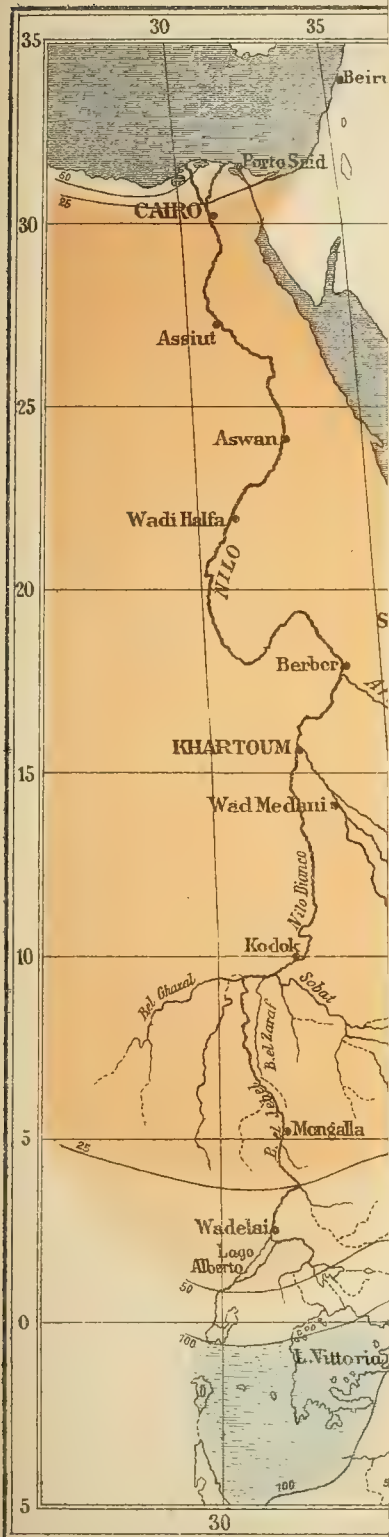 30 35
35
Porto Said
50
25
CAIRO
30
Assiut
25
Aswan
Wadi Halfa
NILO
20
S
Berber
A
KHARTOUM
15
Wad Medani
Nilo Bianco
Kodok
10
Bel Ghazal
Sobat
B.el Zaraf
B. el Jebel
Mongalla
5
25
Wadelai
Lago
Alberto
50
0
100
L.Vittoria
100
5
30